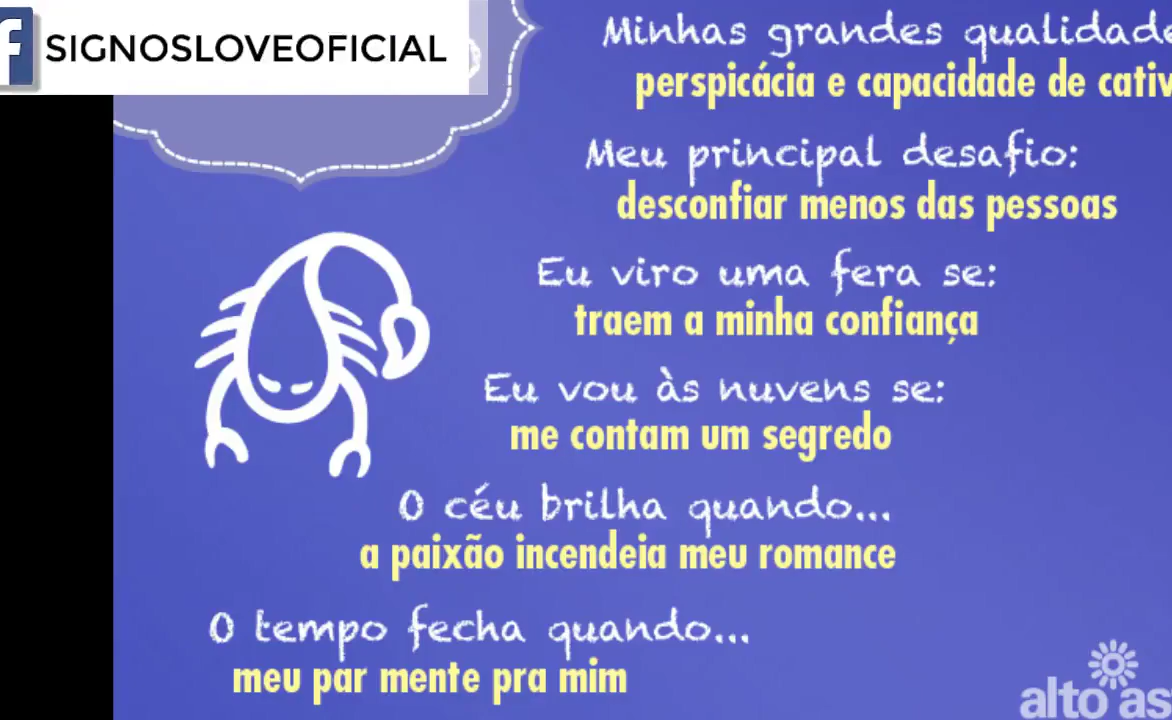 SIGNOSLOVEOFICIAL
Minhas grandes qualidade
perspicácia e capacidade de cativ
Meu principal desafio:
desconfiar menos das pessoas
Eu viro uma fera se:
traem a minha confiança
Eu vou às nuvens se:
me contam um segredo
O céu brilha quando...
a paixão incendeia meu romance
O tempo fecha quando...
meu par mente pra mim
alto as